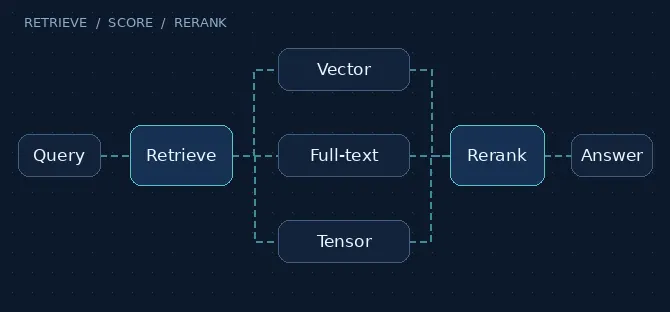 RETRIEVE / SCORE / RERANK
Query
Retrieve
Vector
Full-text
Tensor
Rerank
Answer